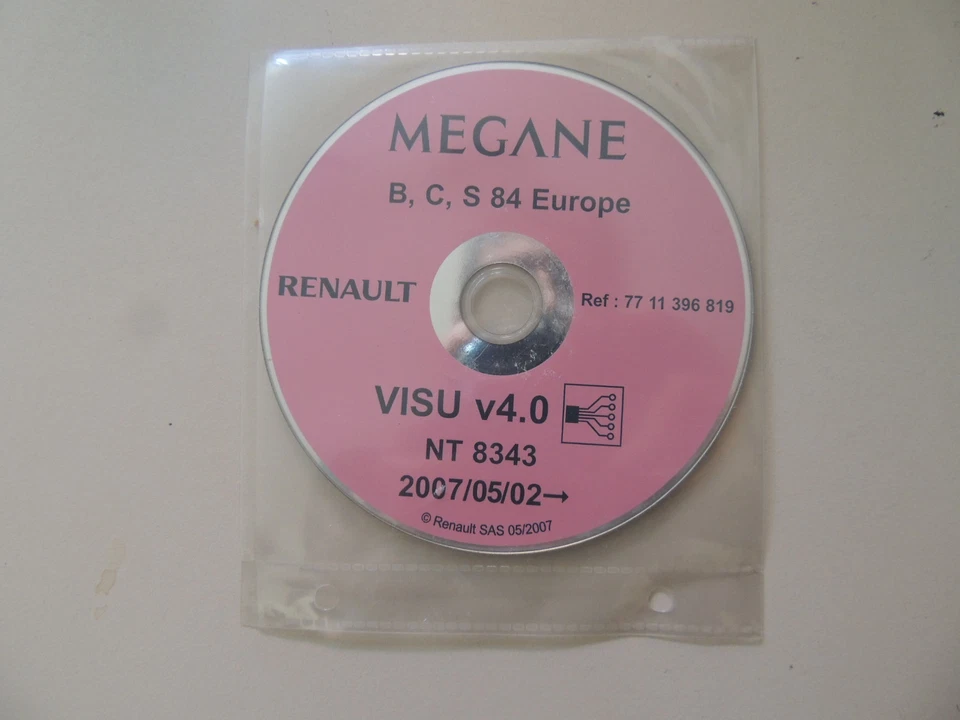 MEGANE
B, C, S 84 Europe
RENAULT
Ref : 77 11 396 819
VISU v4.0
NT 8343
2007/05/02→
© Renault SAS 05/2007